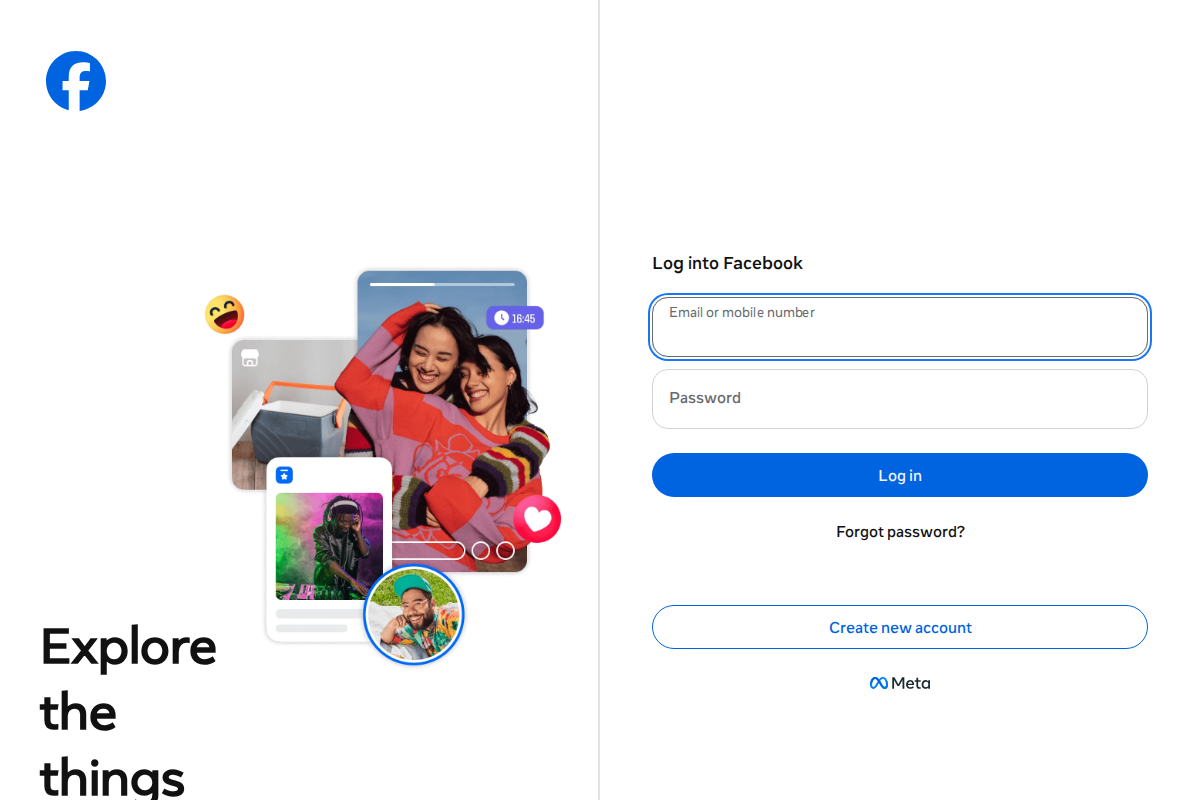 Explore
the
things
16:45
Log into Facebook
Email or mobile number
Password
Log in
Forgot password?
Create new account
Meta